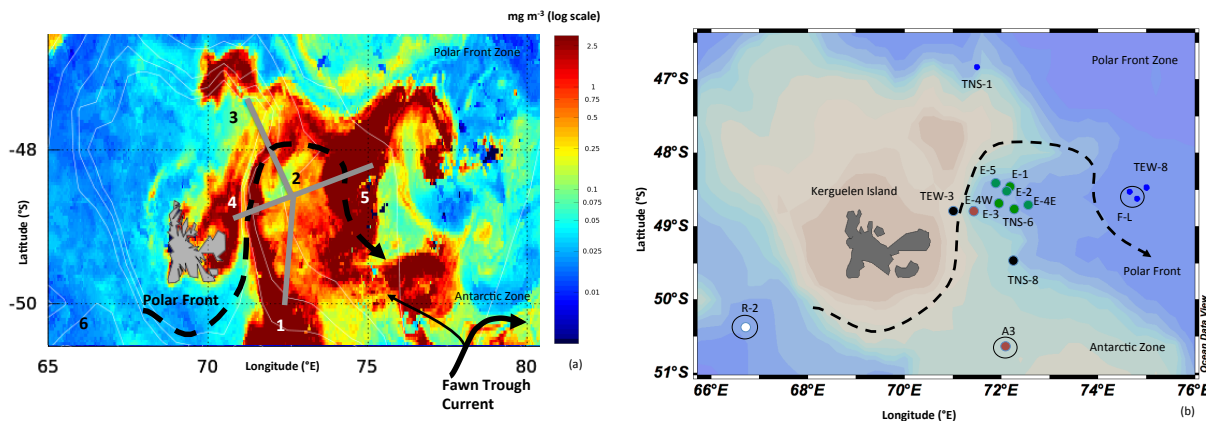 mg m-3 (log scale)
Polar Front Zone
2.5
1
0.75
0.5
0.25
0.1
0.075
0.05
0.025
0.01
-48
-50
Latitude (°S)
3
2
4
5
1
6
Polar Front
Antarctic Zone
70
75
80
Longitude (°E)
(a)
Fawn Trough
Current
47°S
48°S
49°S
50°S
51°S
Latitude (°S)
Polar Front Zone
TNS-1
E-5
E-1
TEW-8
Kerguelen Island
TEW-3
E-4W
E-2
E-4E
E-3
TNS-6
F-L
TNS-8
Polar Front
R-2
A3
Antarctic Zone
Ocean Data View
66°E
68°E
70°E
72°E
74°E
76°E
Longitude (°E)
(b)